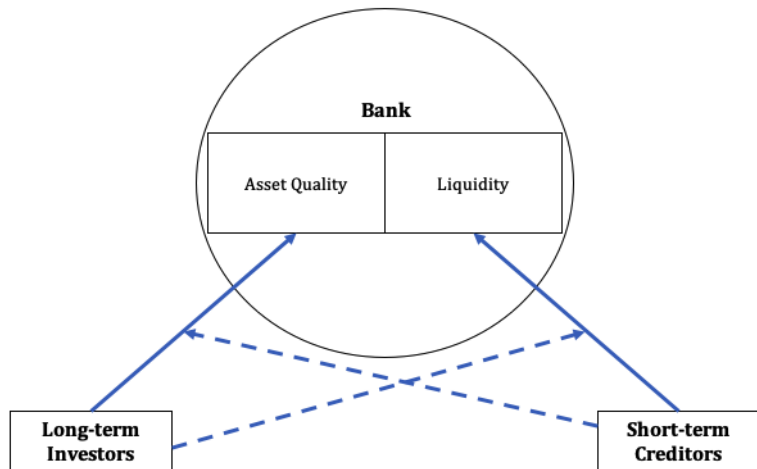 Bank
Asset Quality
Liquidity
Long-term
Investors
Short-term
Creditors